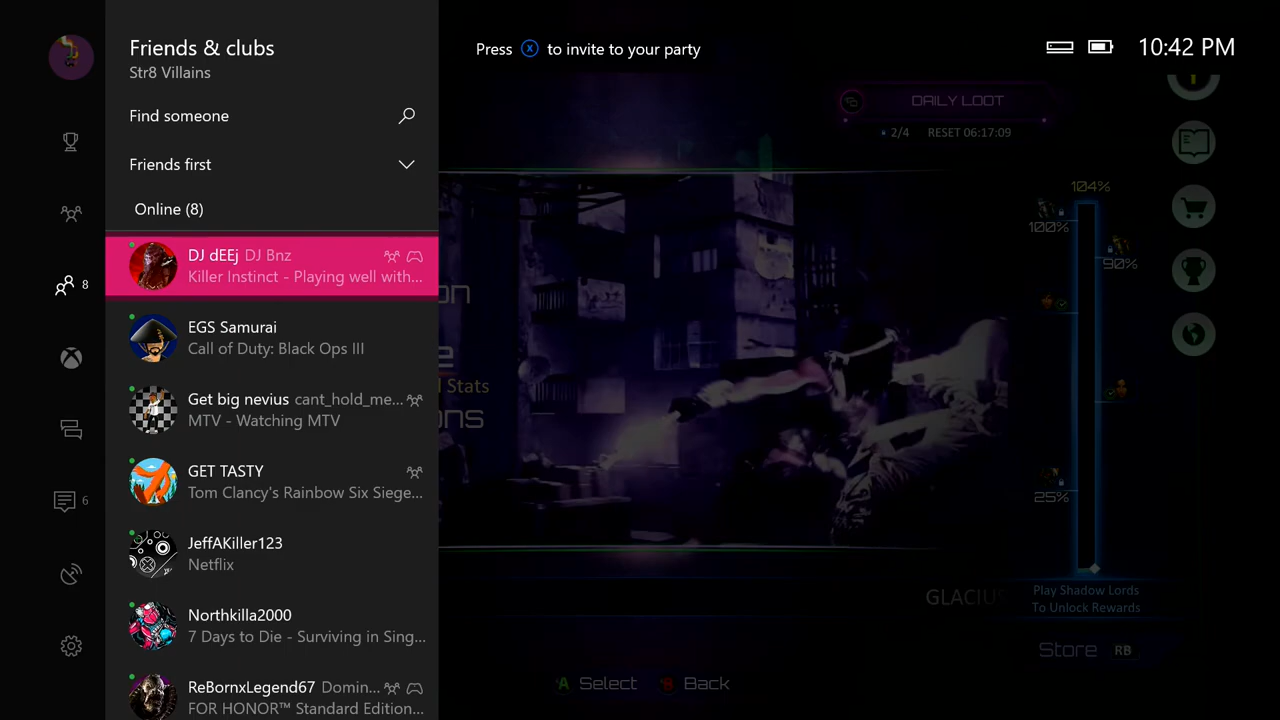 Friends & clubs
Str8 Villains
Find someone
Friends first
Online (8)
DJ dEEj DJ Bnz
Killer Instinct - Playing well with...
EGS Samurai
Call of Duty: Black Ops III
Get big nevius cant_hold_me...
MTV - Watching MTV
GET TASTY
Tom Clancy's Rainbow Six Siege...
JeffAKiller123
Netflix
Northkilla2000
7 Days to Die - Surviving in Sing...
ReBornxLegend67 Domin...
FOR HONOR™ Standard Edition...
8
6
Press X to invite to your party
10:42 PM
DAILY LOOT
2/4 RESET 06:17:09
104%
100%
90%
25%
on
e
l Stats
ons
GLACIUS
Play Shadow Lords
To Unlock Rewards
Store RB
A Select B Back